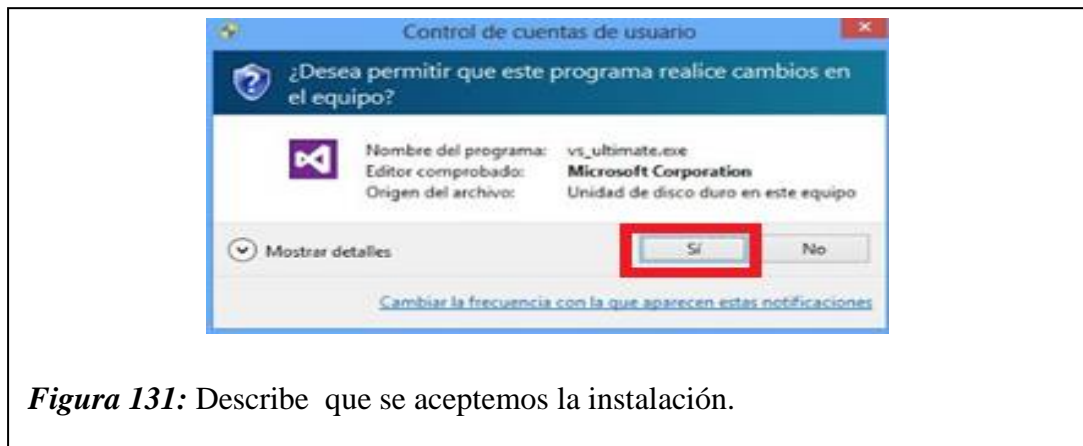 Control de cuentas de usuario
¿Desea permitir que este programa realice cambios en
el equipo?
Nombre del programa: vs_ultimate.exe
Editor comprobado: Microsoft Corporation
Origen del archivo: Unidad de disco duro en este equipo
Mostrar detalles
Sí
No
Cambiar la frecuencia con la que aparecen estas notificaciones
Figura 131: Describe que se aceptemos la instalación.